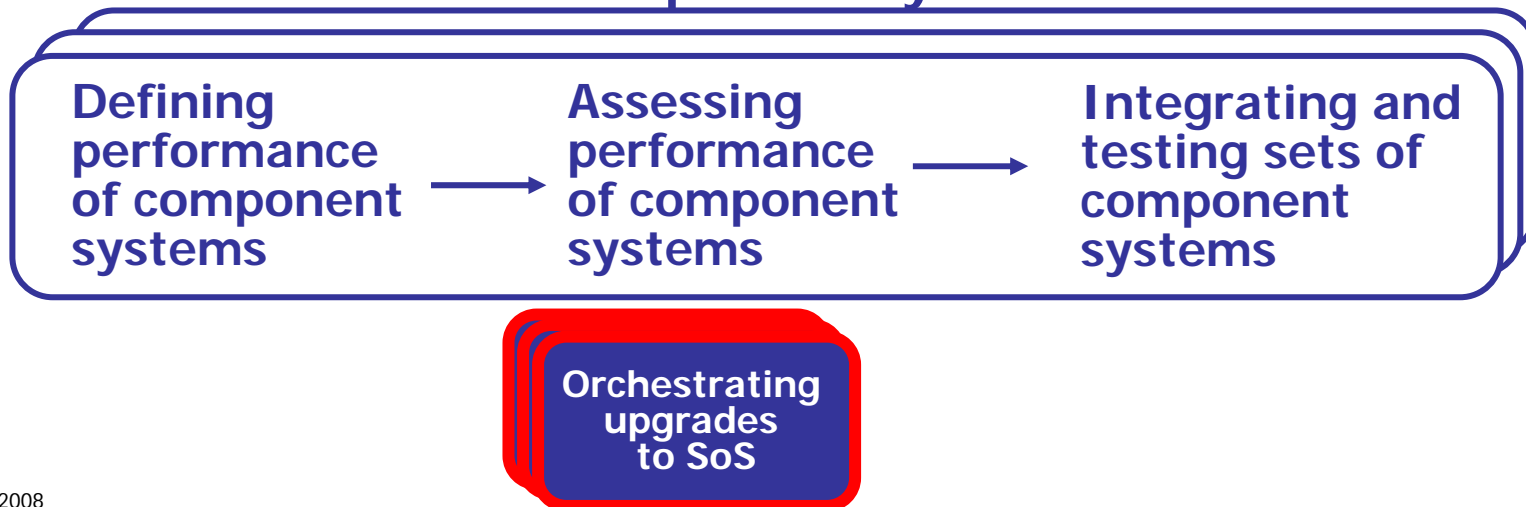 Defining
performance
of component
systems
Assessing
performance
of component
systems
Integrating and
testing sets of
component
systems
Orchestrating
upgrades
to SoS
2008